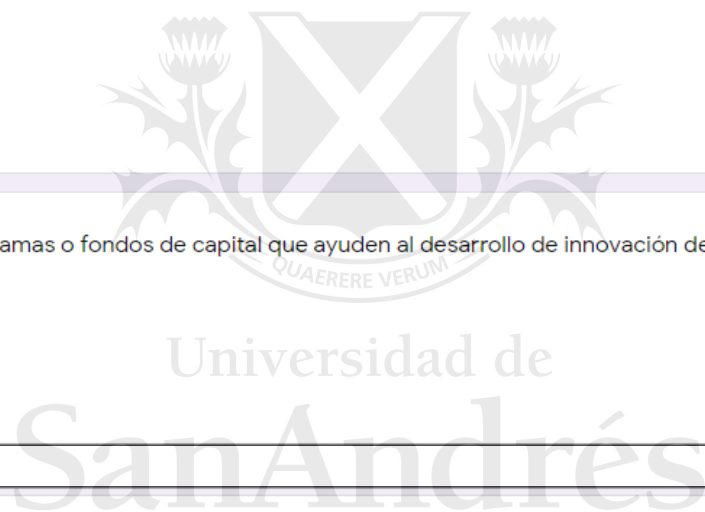 amas o fondos de capital que ayuden al desarrollo de innovación de
QUAERERE VERUM
Universidad de
SanAndrés